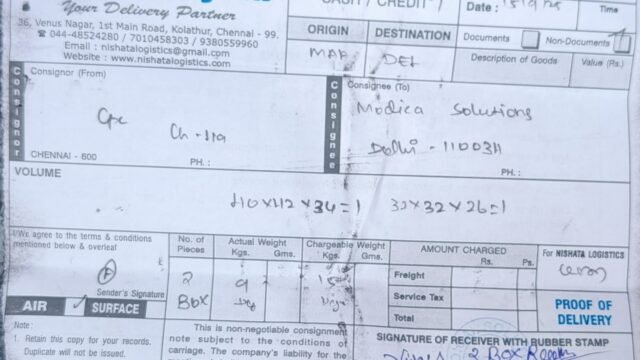 Your Delivery Partner
36, Venus Nagar, 1st Main Road, Kolathur, Chennai - 99.
☎ 044-48524280 / 7010458303 / 9380559960
Email : nishatalogistics@gmail.com
Website : www.nishatalogistics.com
CASH / CREDIT /
Date :
Time
ORIGIN DESTINATION
MAA DEL
Documents Non-Documents
Description of Goods Value (Rs.)
Consignor
Consignor (From)
Ch - 119
CHENNAI - 600 PH. :
Consignee
Consignee (To)
Modica Solutions
Delhi - 110034
PH. :
VOLUME
40 x 42 x 34 = 1 32 x 32 x 26 = 1
I/We agree to the terms & conditions
mentioned below & overleaf
Sender's Signature
AIR SURFACE
No. of Pieces
2
Box
Actual Weight
Kgs. Gms.
9
Chargeable Weight
Kgs. Gms.
15
AMOUNT CHARGED
Rs. Ps.
Freight
Service Tax
Total
For NISHATA LOGISTICS
PROOF OF
DELIVERY
Note :
1. Retain this copy for your records.
Duplicate will not be issued.
This is non-negotiable consignment
note subject to the conditions of
carriage. The company's liability for the
SIGNATURE OF RECEIVER WITH RUBBER STAMP
2 Box